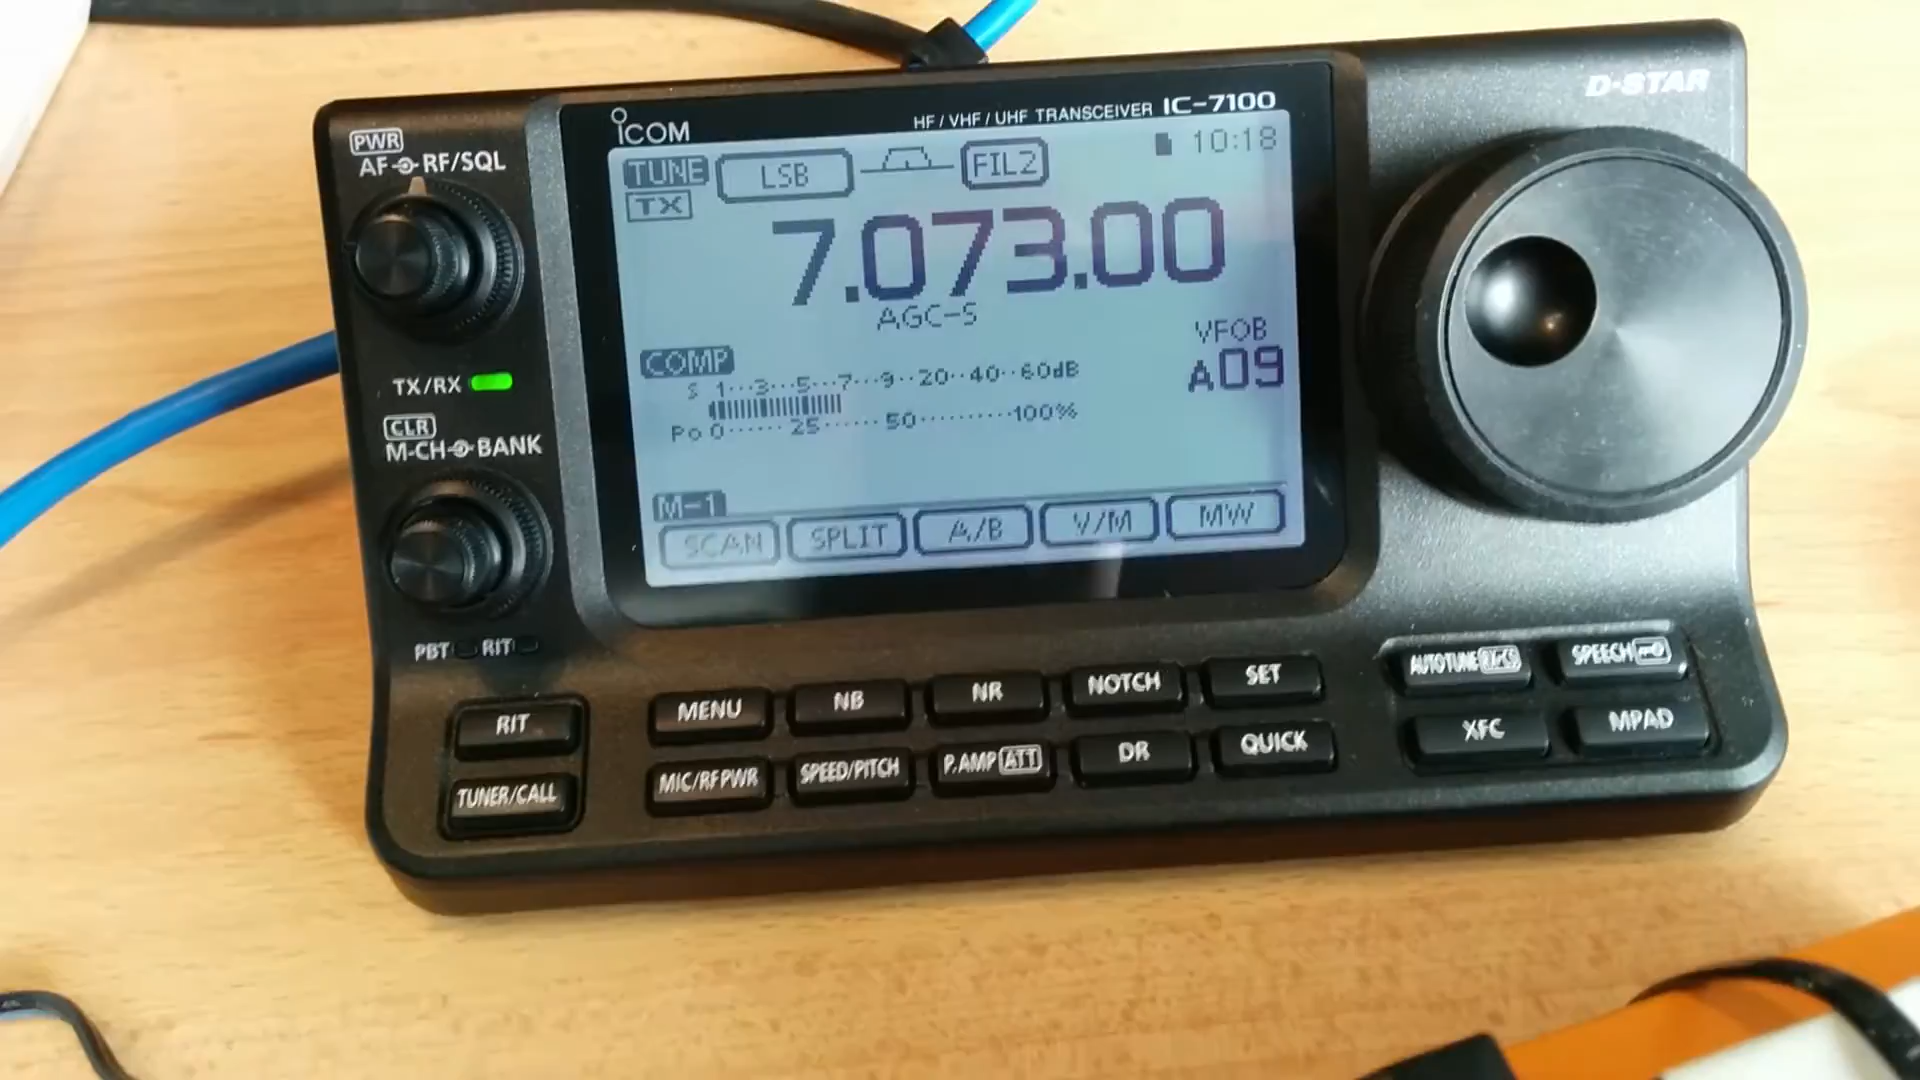 D-STAR
ICOM
HF / VHF / UHF TRANSCEIVER IC-7100
PWR
AF RF/SQL
TUNE LSB FIL2 10:18
TX
7.073.00
AGC-S
VFOB
A09
COMP
S 1···3···5···7···9··20··40··60dB
Po 0······25······50··········100%
TX/RX
CLR
M-CH BANK
M-1
SCAN SPLIT A/B V/M MW
PBT RIT
RIT
TUNER/CALL
MENU NB NR NOTCH SET
MIC/RF PWR SPEED/PITCH P.AMP ATT DR QUICK
AUTOTUNE RX-CS SPEECH
XFC MPAD